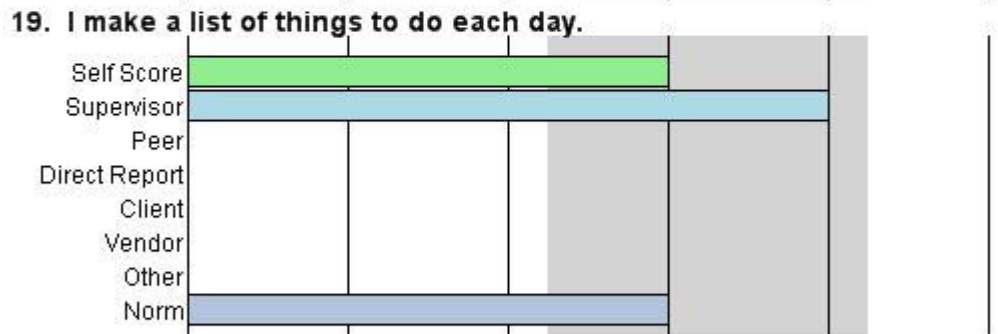 19. I make a list of things to do each day.
Self Score
Supervisor
Peer
Direct Report
Client
Vendor
Other
Norm